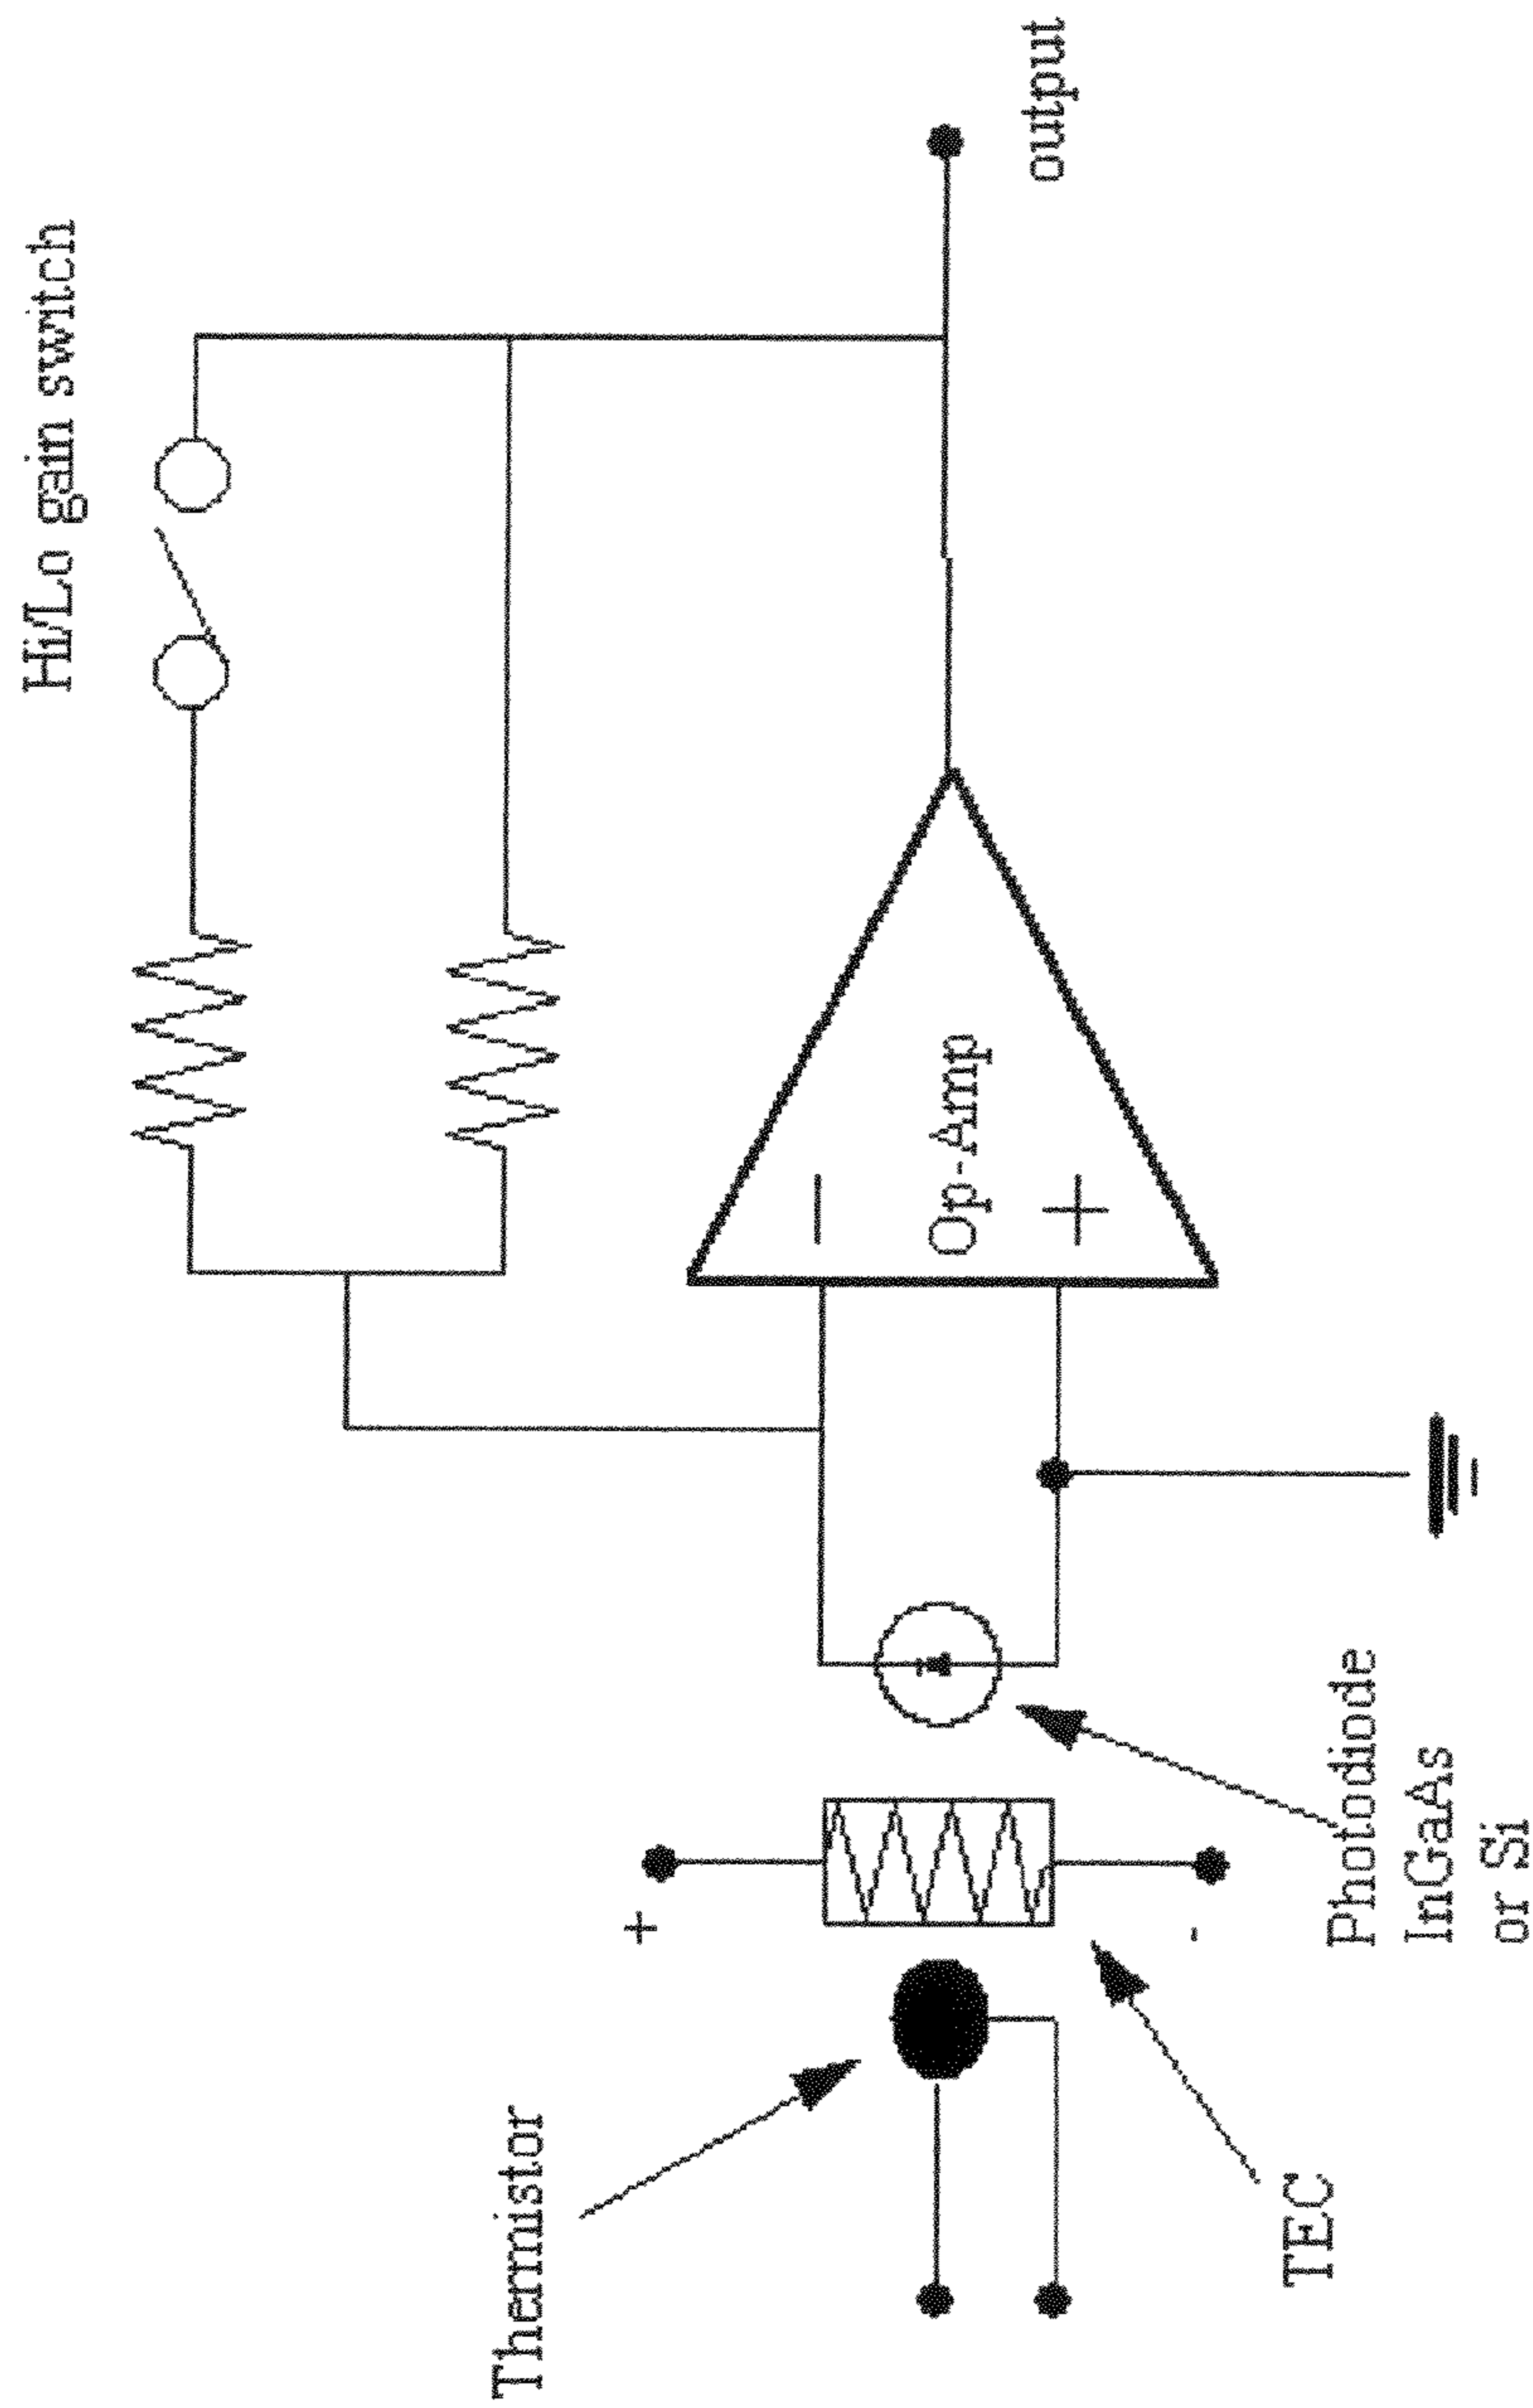 Hi/Lo gain switch
output
Op-Amp
−
+
+
-
Thermistor
TEC
Photodiode
InGaAs
or Si